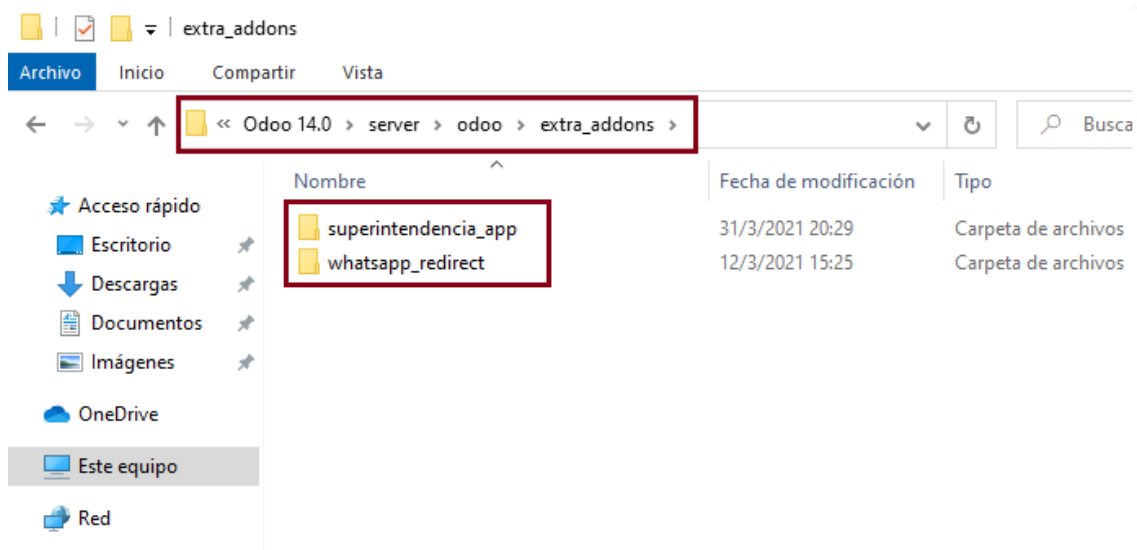 extra_addons
Archivo Inicio Compartir Vista
« Odoo 14.0 › server › odoo › extra_addons › Busca
Nombre Fecha de modificación Tipo
Acceso rápido
Escritorio
Descargas
Documentos
Imágenes
OneDrive
Este equipo
Red
superintendencia_app 31/3/2021 20:29 Carpeta de archivos
whatsapp_redirect 12/3/2021 15:25 Carpeta de archivos